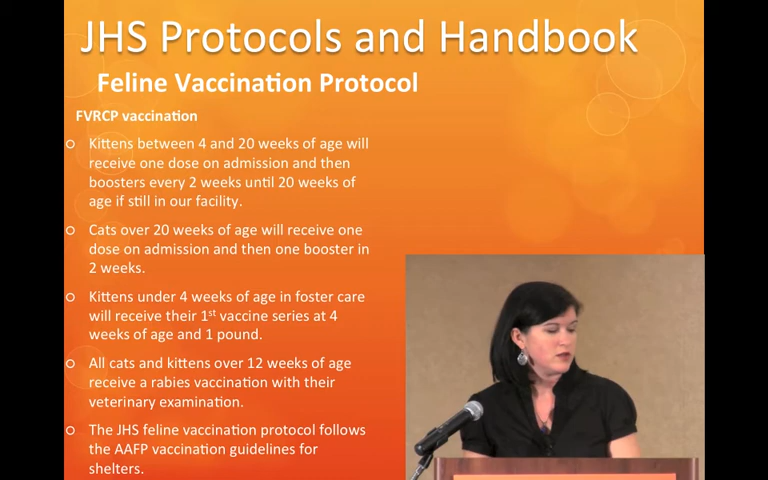 JHS Protocols and Handbook
Feline Vaccination Protocol
FVRCP vaccination
Kittens between 4 and 20 weeks of age will
receive one dose on admission and then
boosters every 2 weeks until 20 weeks of
age if still in our facility.
Cats over 20 weeks of age will receive one
dose on admission and then one booster in
2 weeks.
Kittens under 4 weeks of age in foster care
will receive their 1st vaccine series at 4
weeks of age and 1 pound.
All cats and kittens over 12 weeks of age
receive a rabies vaccination with their
veterinary examination.
The JHS feline vaccination protocol follows
the AAFP vaccination guidelines for
shelters.